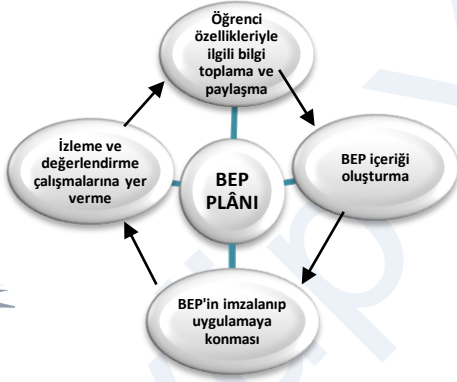 Öğrenci
özellikleriyle
ilgili bilgi
toplama ve
paylaşma
İzleme ve
değerlendirme
çalışmalarına yer
verme
BEP
PLÂNI
BEP içeriği
oluşturma
BEP'in imzalanıp
uygulamaya
konması